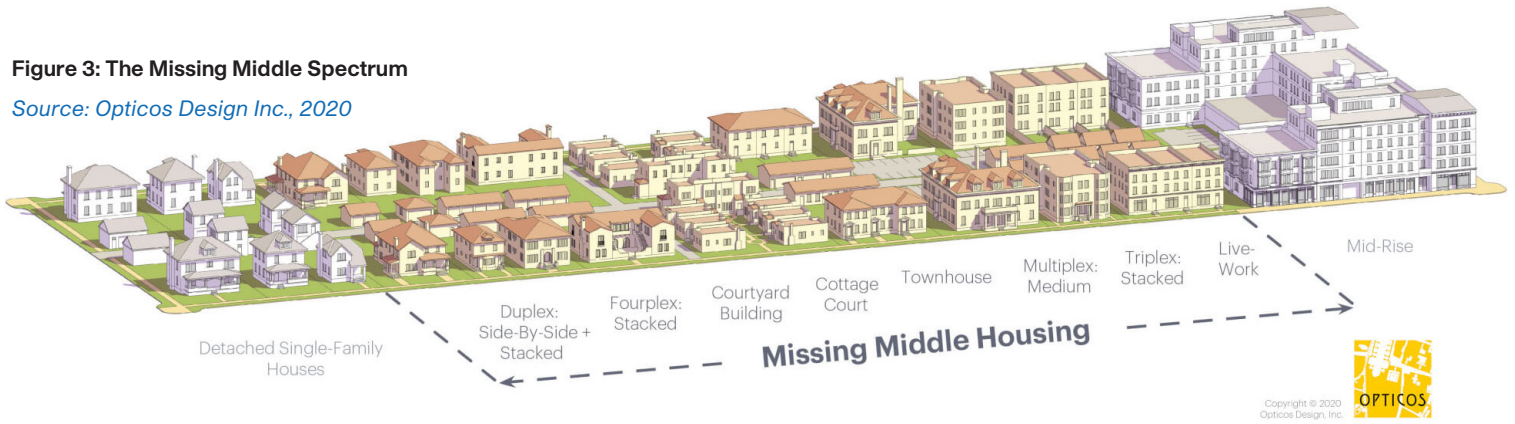 Figure 3: The Missing Middle Spectrum
Source: Opticos Design Inc., 2020
Detached Single-Family
Houses
Duplex:
Side-By-Side +
Stacked
Fourplex:
Stacked
Courtyard
Building
Cottage
Court
Townhouse
Multiplex:
Medium
Triplex:
Stacked
Live-
Work
Mid-Rise
Missing Middle Housing
Copyright © 2020
Opticos Design, Inc.
OPTICOS